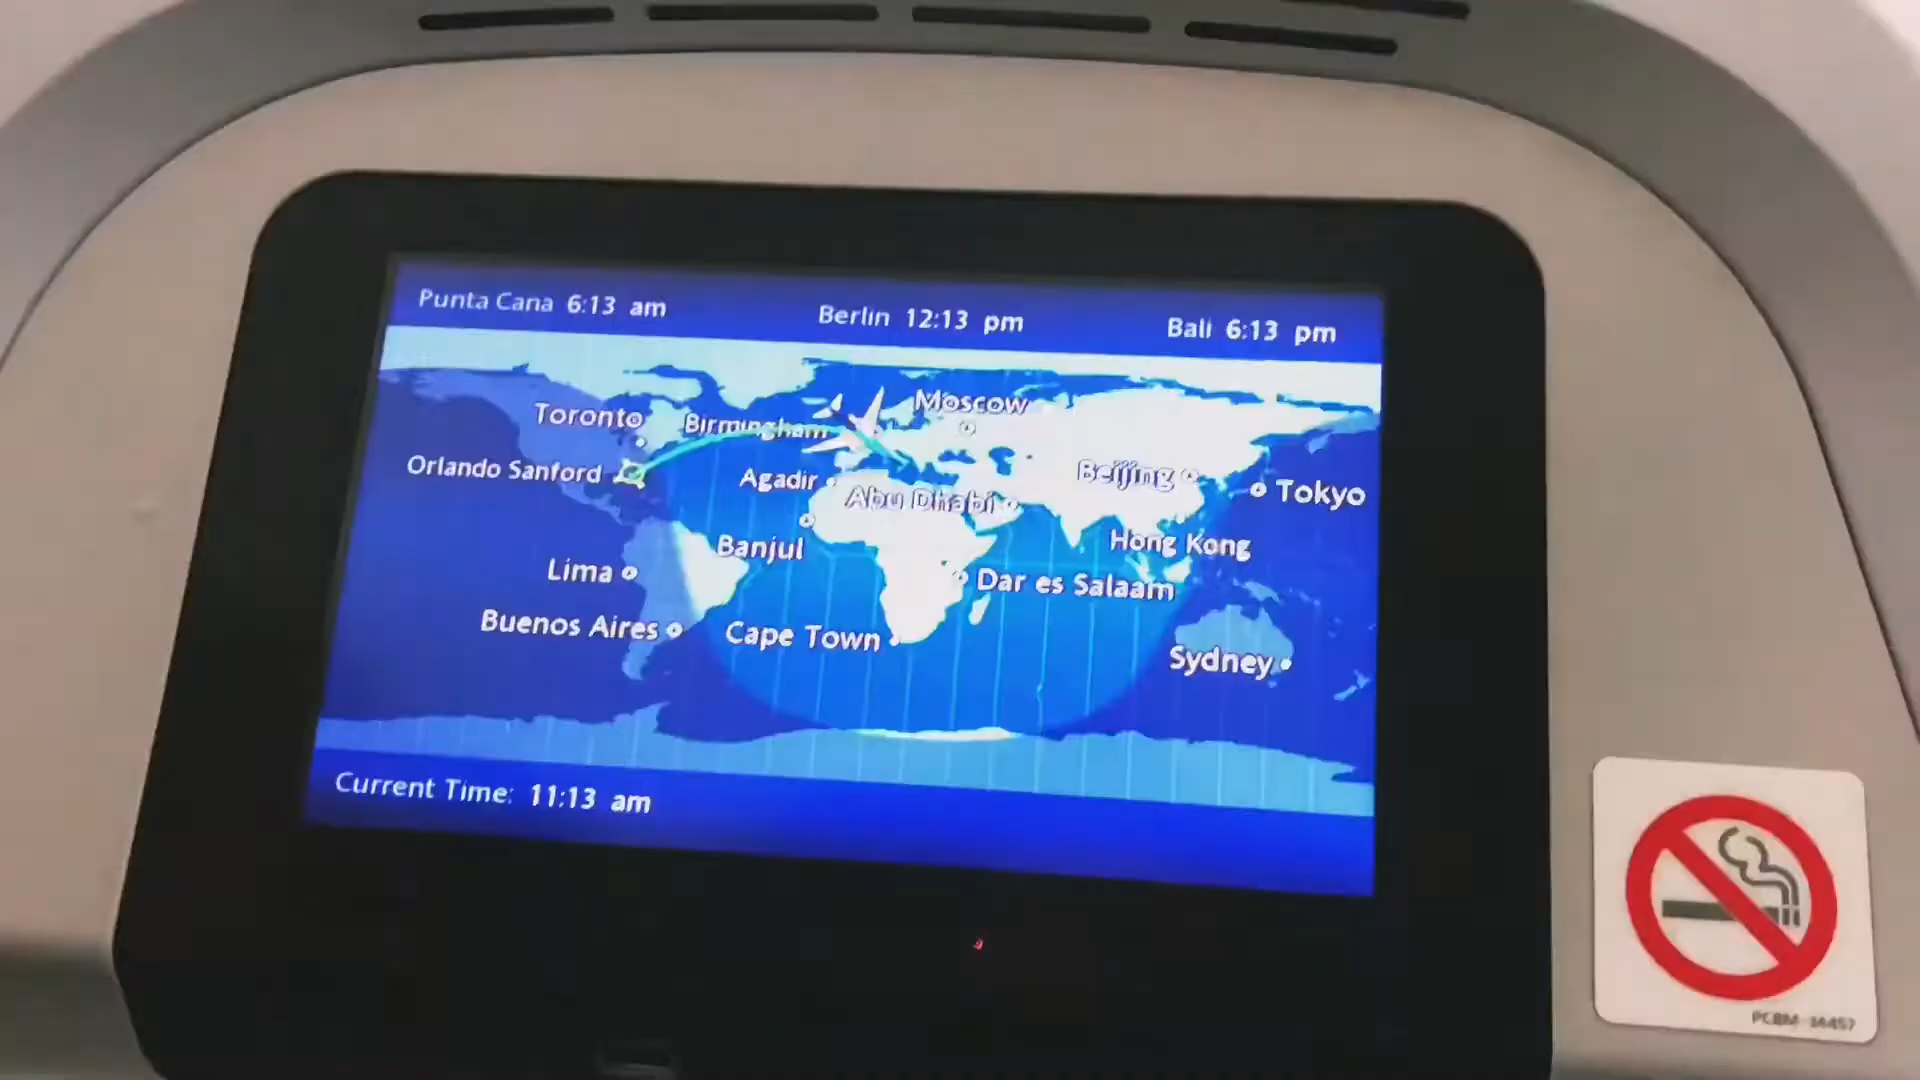 Punta Cana 6:13 am
Berlin 12:13 pm
Bali 6:13 pm
Moscow
Toronto
Birmingham
Orlando Sanford
Agadir
Abu Dhabi
Beijing
Tokyo
Banjul
Hong Kong
Lima
Dar es Salaam
Buenos Aires
Cape Town
Sydney
Current Time: 11:13 am